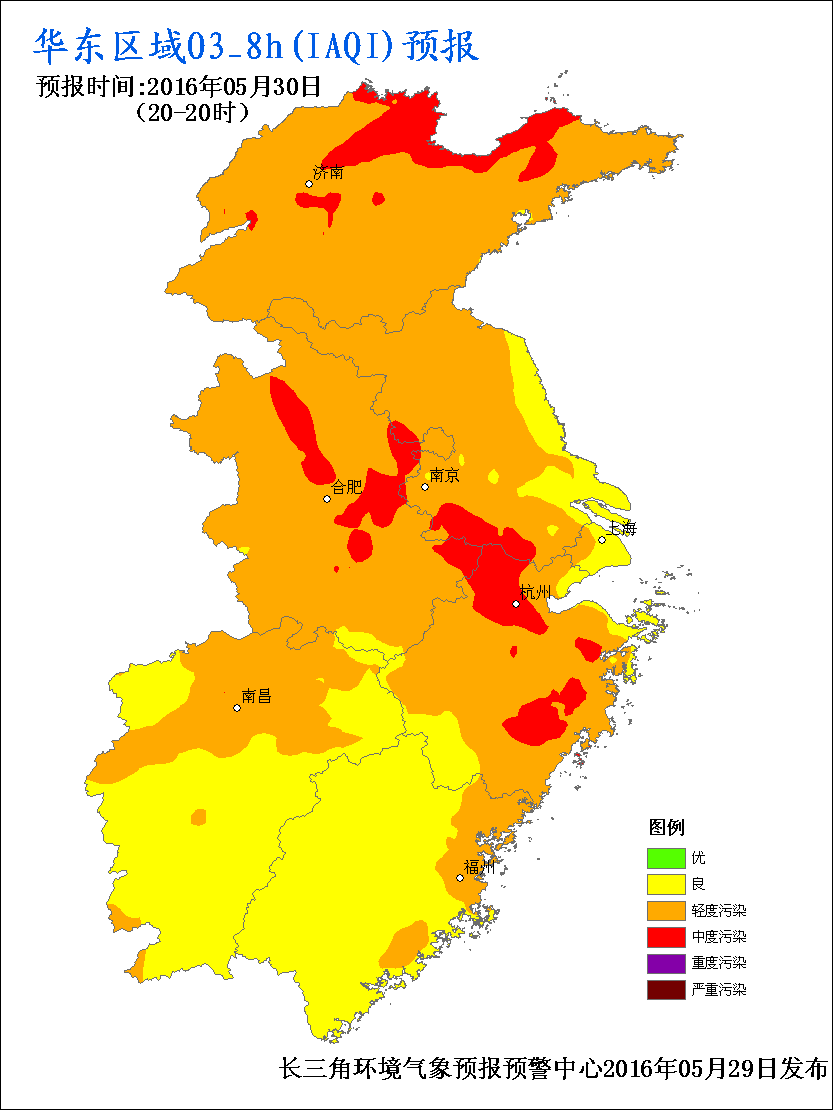 华东区域O3_8h(IAQI)预报
预报时间:2016年05月30日
(20-20时)
济南
南京
合肥
上海
杭州
南昌
福州
图例
优
良
轻度污染
中度污染
重度污染
严重污染
长三角环境气象预报预警中心2016年05月29日发布